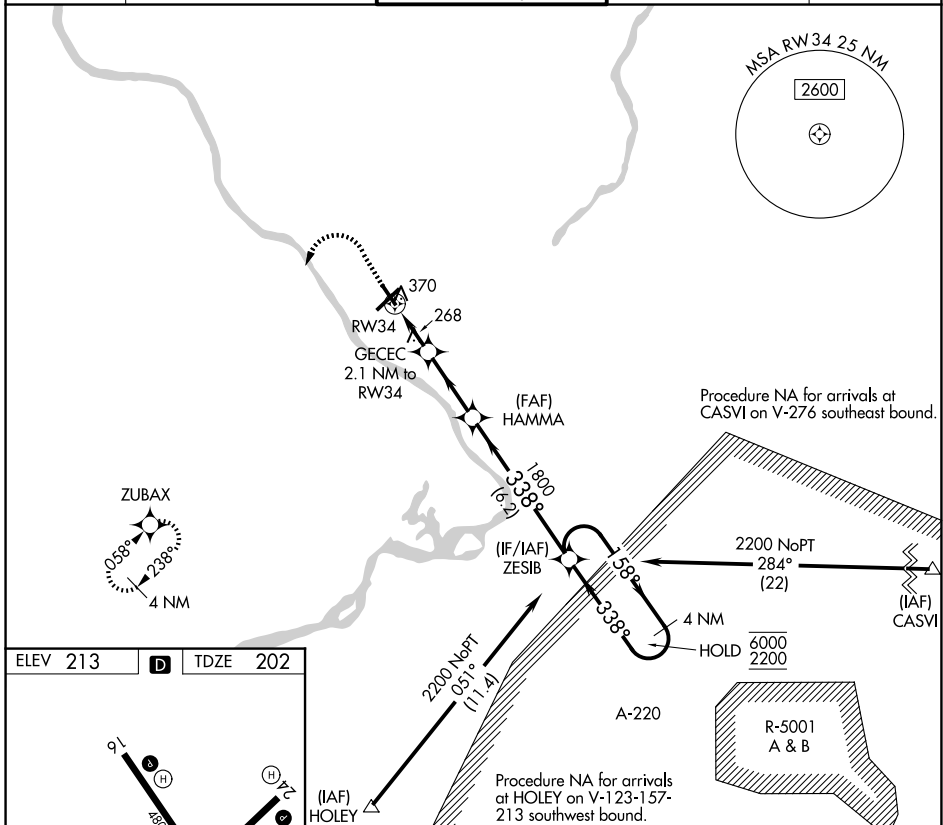 MSA RW34 25 NM
2600
370
RW34
268
GECEC
2.1 NM to
RW34
(FAF)
HAMMA
Procedure NA for arrivals at
CASVI on V-276 southeast bound.
1800
338°
(6.2)
ZUBAX
058°
238°
4 NM
(IF/IAF)
ZESIB
158°
338°
2200 NoPT
284°
(22)
(IAF)
CASVI
4 NM
HOLD
6000
2200
2200 NoPT
051°
(11.4)
A-220
R-5001
A & B
ELEV 213
D
TDZE 202
16
P
H
480
H
24
P
(IAF)
HOLEY
Procedure NA for arrivals
at HOLEY on V-123-157-
213 southwest bound.